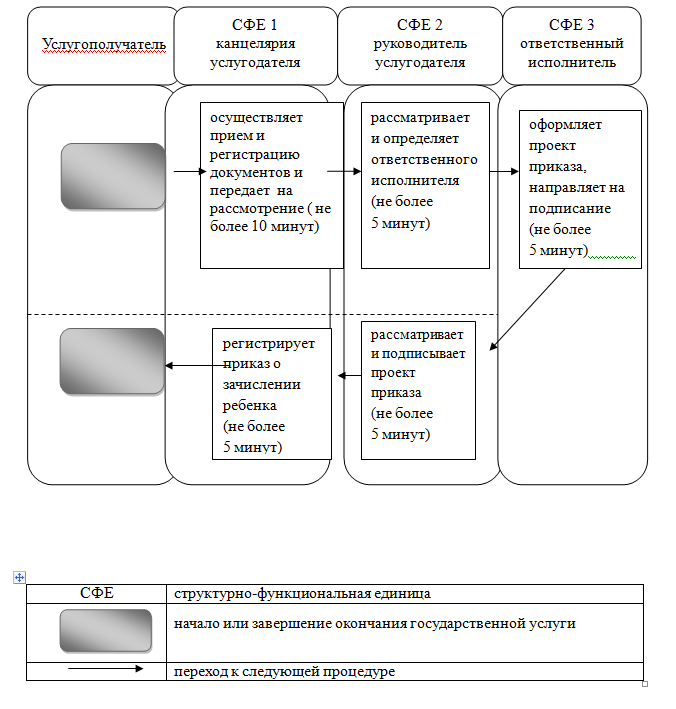 Услугополучатель
СФЕ 1
канцелярия
услугодателя
СФЕ 2
руководитель
услугодателя
СФЕ 3
ответственный
исполнитель
осуществляет
прием и
регистрацию
документов и
передает на
рассмотрение ( не
более 10 минут)
рассматривает
и определяет
ответственного
исполнителя
(не более
5 минут)
оформляет
проект
приказа,
направляет на
подписание
(не более
5 минут)
регистрирует
приказ о
зачислении
ребенка
(не более
5 минут)
рассматривает
и подписывает
проект
приказа
(не более
5 минут)
СФЕ
структурно-функциональная единица
начало или завершение окончания государственной услуги
переход к следующей процедуре